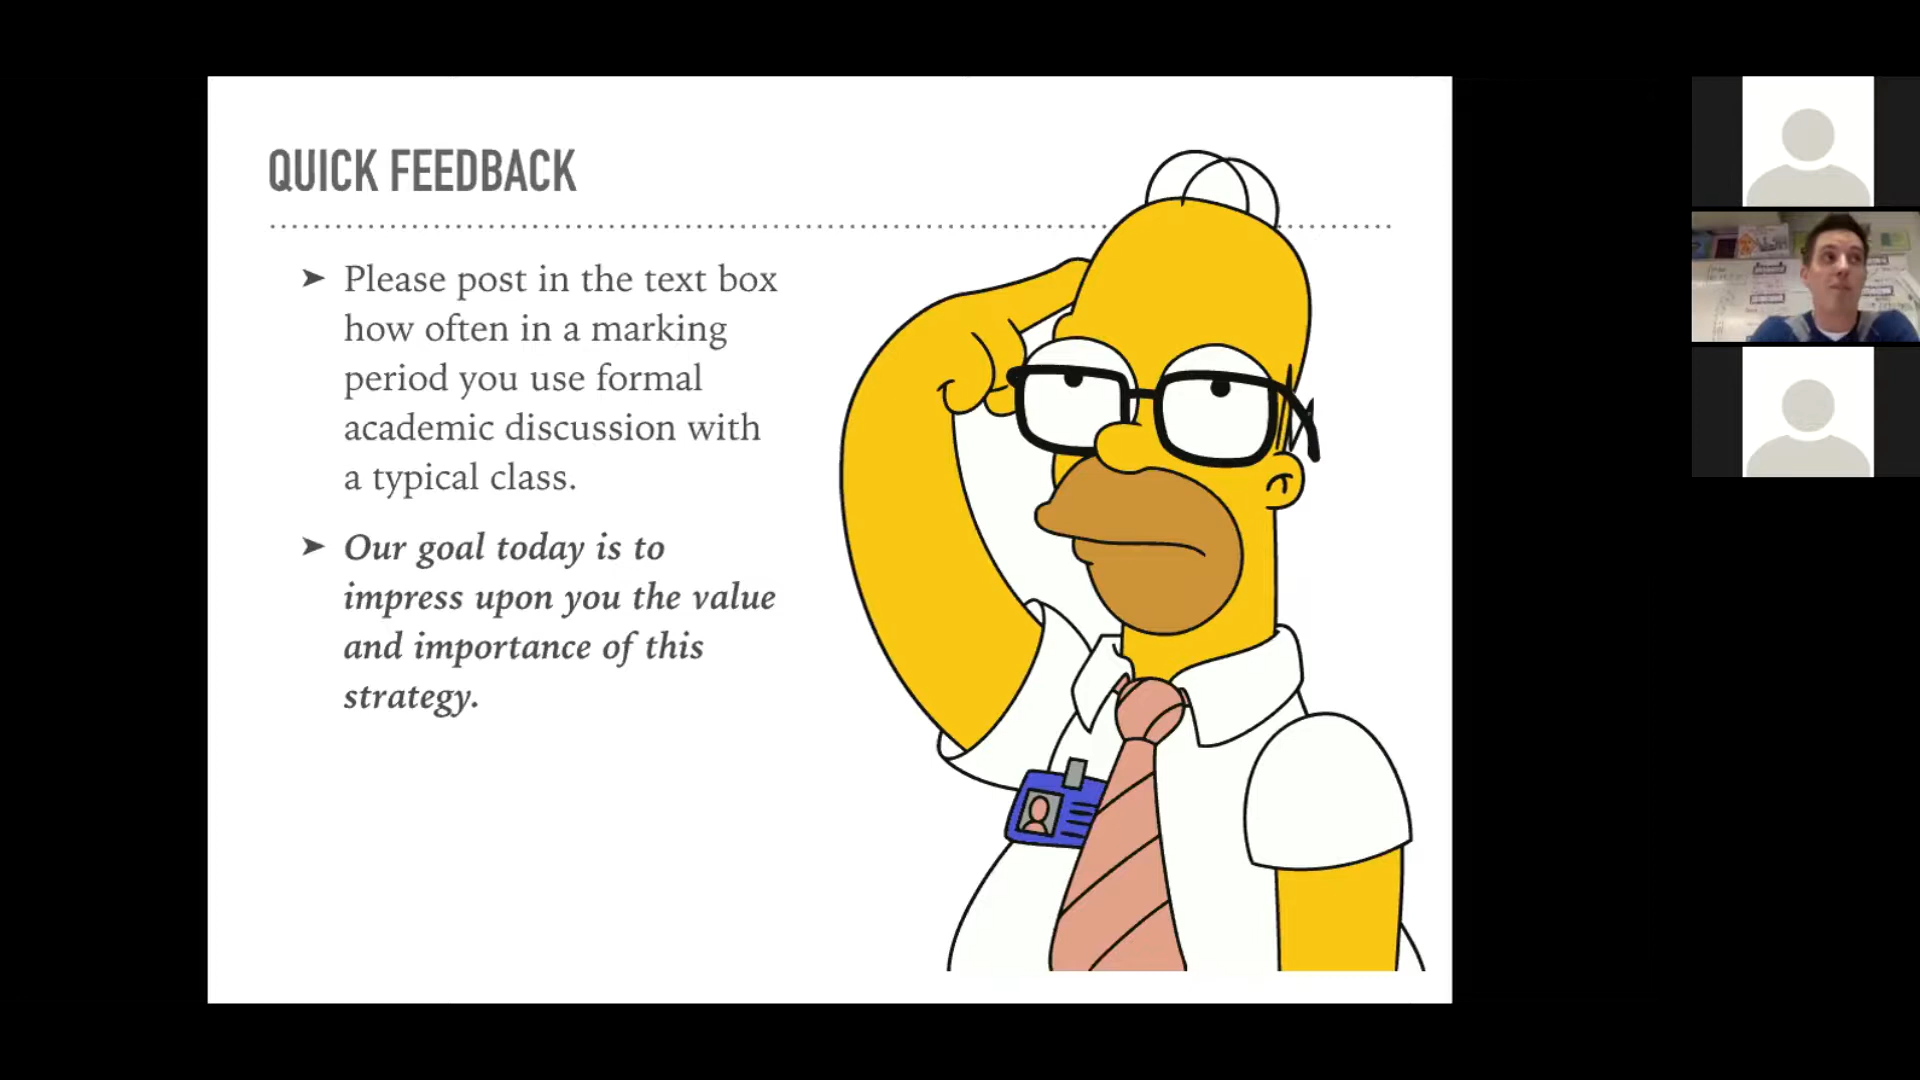 QUICK FEEDBACK
➤ Please post in the text box
how often in a marking
period you use formal
academic discussion with
a typical class.
➤ Our goal today is to
impress upon you the value
and importance of this
strategy.